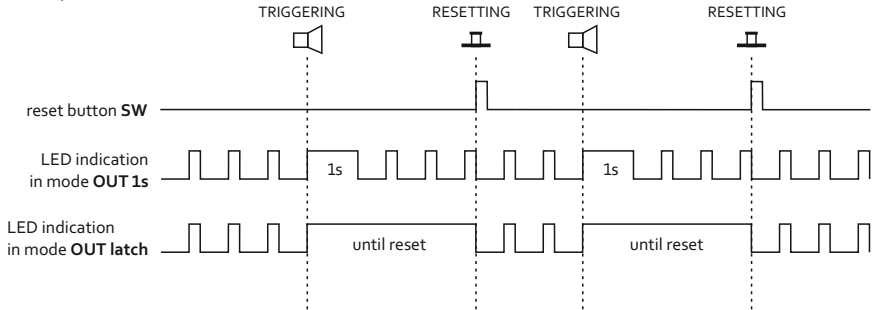 TRIGGERING RESETTING TRIGGERING RESETTING
reset button SW
LED indication
in mode OUT 1s
1s 1s
LED indication
in mode OUT latch
until reset until reset